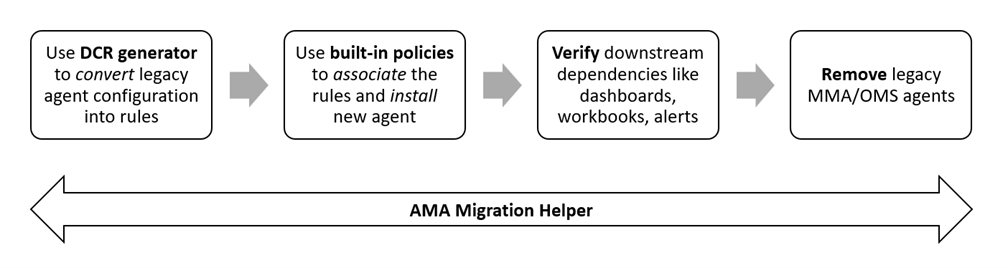 Use DCR generator
to convert legacy
agent configuration
into rules
Use built-in policies
to associate the
rules and install
new agent
Verify downstream
dependencies like
dashboards,
workbooks, alerts
Remove legacy
MMA/OMS agents
AMA Migration Helper